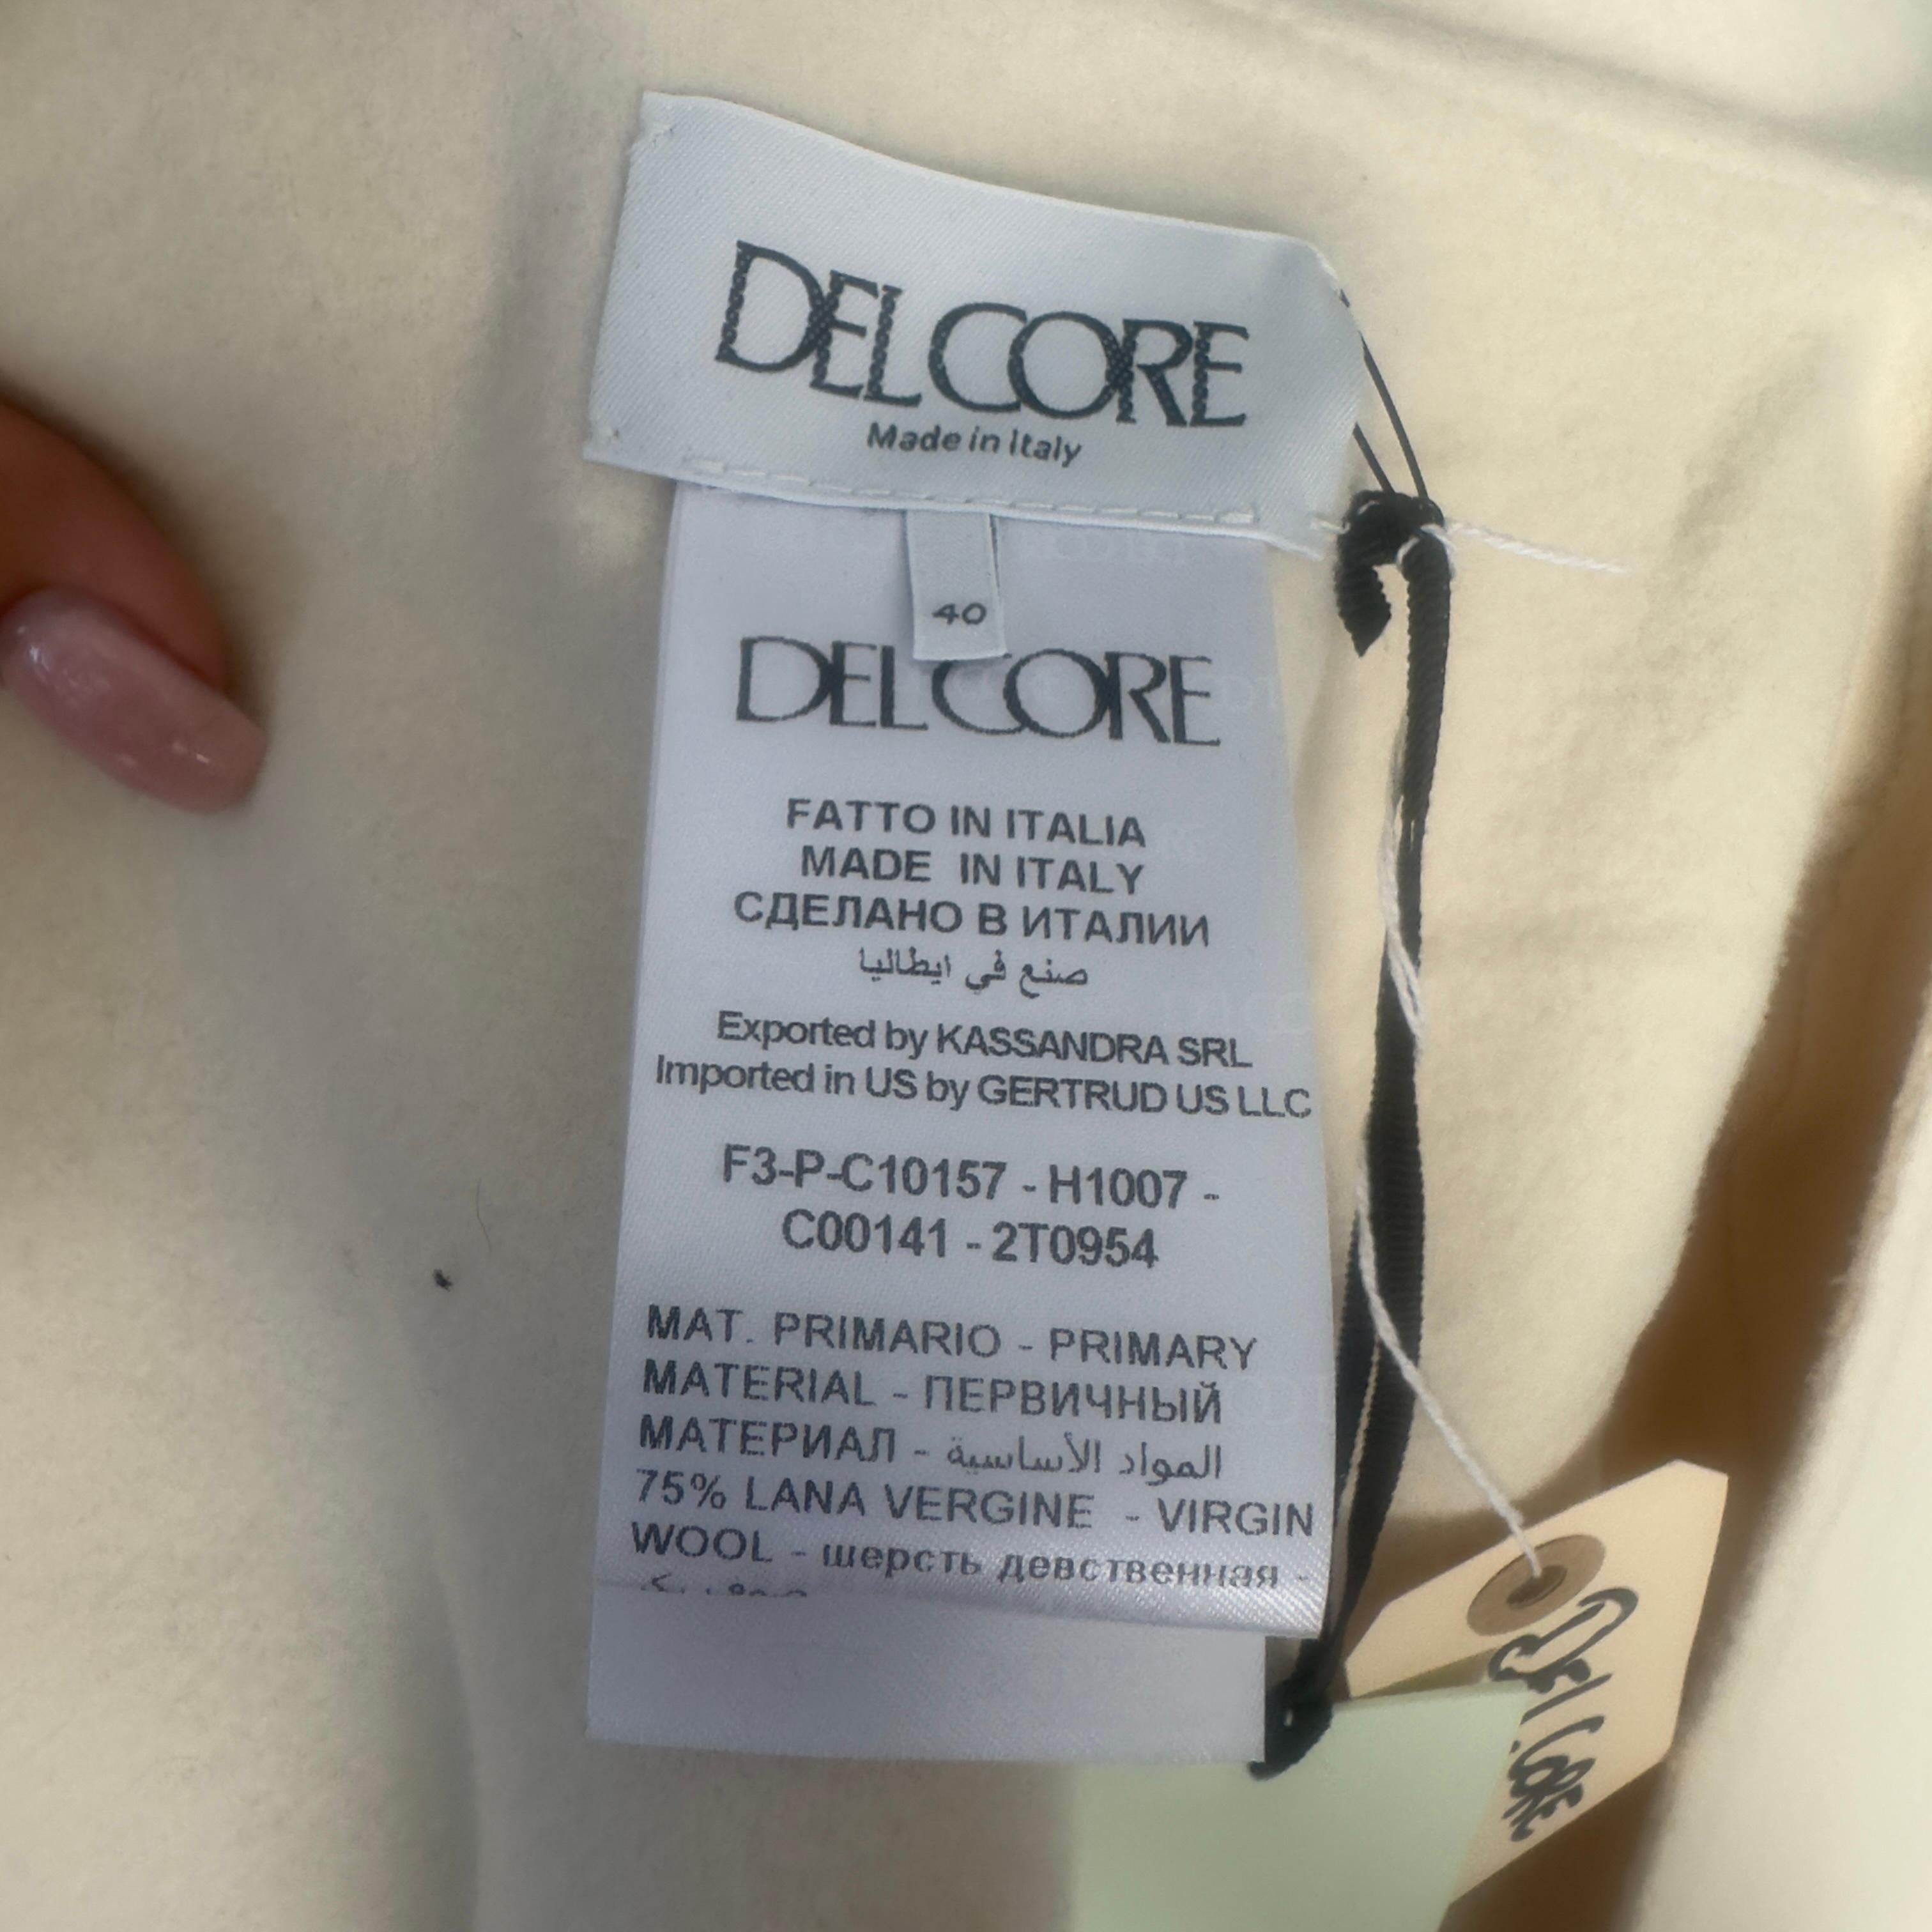 DELCORE
Made in Italy
40
DELCORE
FATTO IN ITALIA
MADE IN ITALY
СДЕЛАНО В ИТАЛИИ
صنع في ايطاليا
Exported by KASSANDRA SRL
Imported in US by GERTRUD US LLC
F3-P-C10157 - H1007 -
C00141 - 2T0954
MAT. PRIMARIO - PRIMARY
MATERIAL - ПЕРВИЧНЫЙ
МАТЕРИАЛ - المواد الأساسية
75% LANA VERGINE - VIRGIN
WOOL - шерсть девственная -
DEL CORE